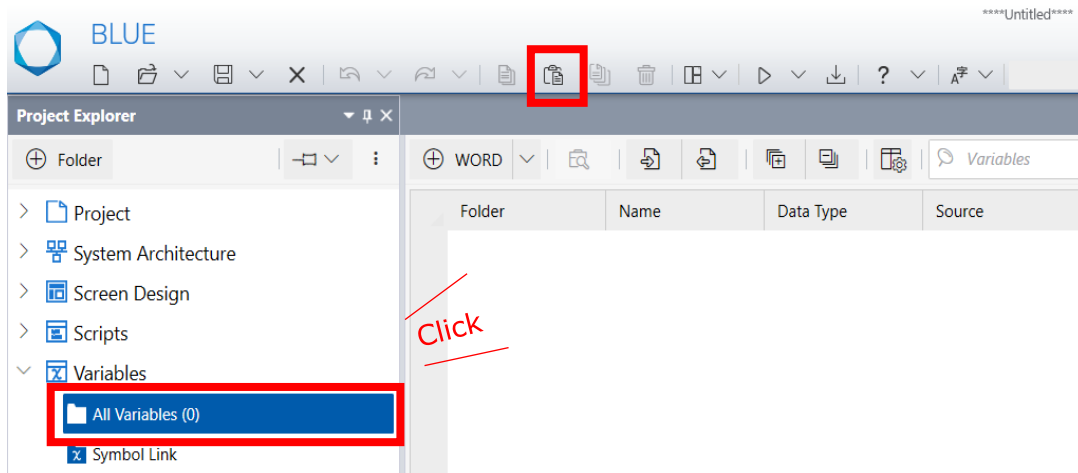 ****Untitled****
BLUE
Project Explorer
Folder
WORD
Variables
Project
System Architecture
Screen Design
Scripts
Variables
All Variables (0)
Symbol Link
Folder Name Data Type Source
Click